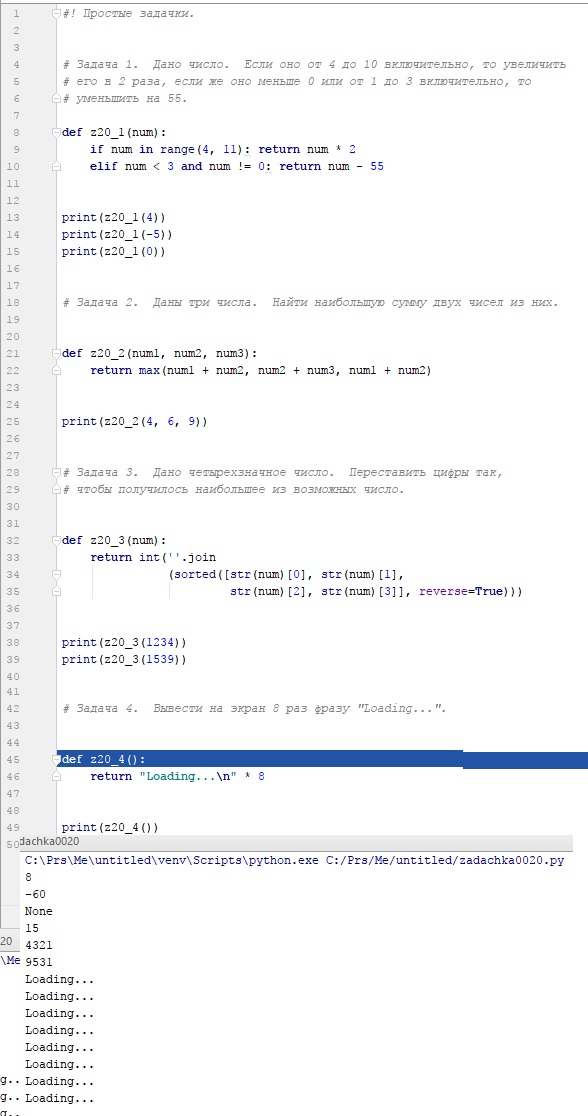 1 #! Простые задачки.
2
3
4 # Задача 1.  Дано число.  Если оно от 4 до 10 включительно, то увеличить
5 # его в 2 раза, если же оно меньше 0 или от 1 до 3 включительно, то
6 # уменьшить на 55.
7
8 def z20_1(num):
9     if num in range(4, 11): return num * 2
10     elif num < 3 and num != 0: return num - 55
11
12
13 print(z20_1(4))
14 print(z20_1(-5))
15 print(z20_1(0))
16
17
18 # Задача 2.  Даны три числа.  Найти наибольшую сумму двух чисел из них.
19
20
21 def z20_2(num1, num2, num3):
22     return max(num1 + num2, num2 + num3, num1 + num2)
23
24
25 print(z20_2(4, 6, 9))
26
27
28 # Задача 3.  Дано четырехзначное число.  Переставить цифры так,
29 # чтобы получилось наибольшее из возможных число.
30
31
32 def z20_3(num):
33     return int(''.join
34                (sorted([str(num)[0], str(num)[1],
35                         str(num)[2], str(num)[3]], reverse=True)))
36
37
38 print(z20_3(1234))
39 print(z20_3(1539))
40
41
42 # Задача 4.  Вывести на экран 8 раз фразу "Loading...".
43
44
45 def z20_4():
46     return "Loading...\n" * 8
47
48
49 print(z20_4())
50 dachka0020
C:\Prs\Me\untitled\venv\Scripts\python.exe C:/Prs/Me/untitled/zadachka0020.py
8
-60
None
15
20 4321
\Me 9531
Loading...
Loading...
Loading...
Loading...
Loading...
Loading...
g.. Loading...
g.. Loading...
g..